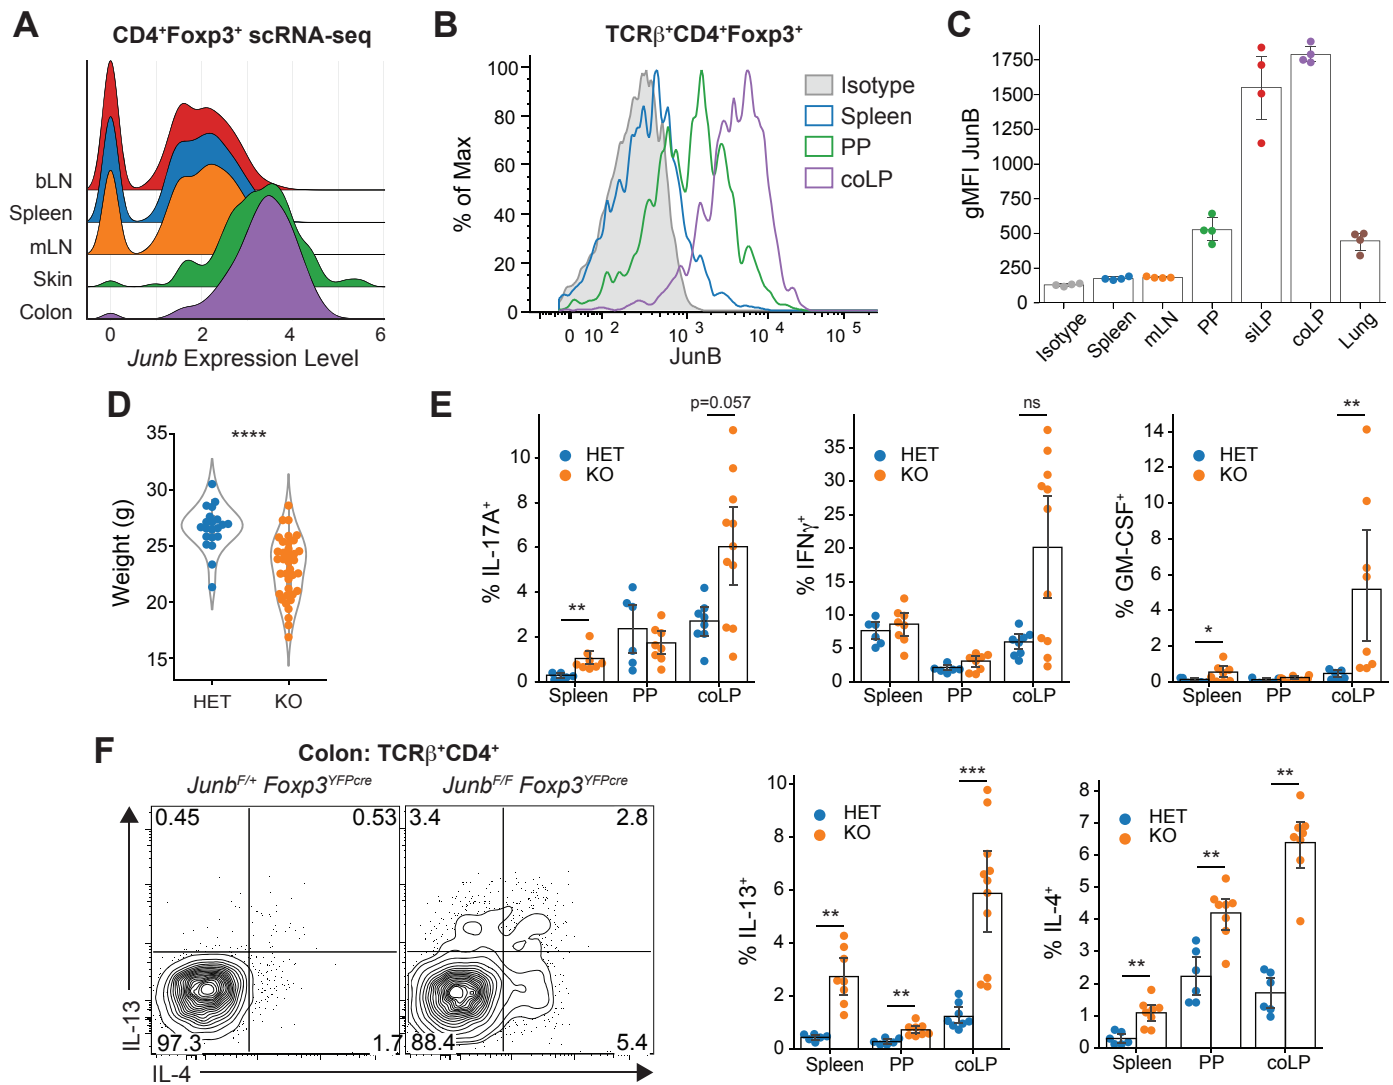 A
CD4⁺Foxp3⁺ scRNA-seq
bLN
Spleen
mLN
Skin
Colon
0 2 4 6
Junb Expression Level
B
TCRβ⁺CD4⁺Foxp3⁺
% of Max
100
80
60
40
20
0
0 10² 10³ 10⁴ 10⁵
JunB
Isotype
Spleen
PP
coLP
C
gMFI JunB
1750
1500
1250
1000
750
500
250
0
Isotype Spleen mLN PP siLP coLP Lung
D
****
Weight (g)
35
30
25
20
15
HET KO
E
p=0.057
HET
KO
% IL-17A⁺
10
8
6
4
2
0
**
Spleen PP coLP
ns
HET
KO
% IFNγ⁺
35
30
25
20
15
10
5
0
Spleen PP coLP
**
HET
KO
% GM-CSF⁺
14
12
10
8
6
4
2
0
*
Spleen PP coLP
F
Colon: TCRβ⁺CD4⁺
Junb^F/+ Foxp3^YFPcre
Junb^F/F Foxp3^YFPcre
0.45 0.53
97.3 1.7
3.4 2.8
88.4 5.4
IL-13
IL-4
***
HET
KO
% IL-13⁺
10
8
6
4
2
0
**
**
Spleen PP coLP
**
HET
KO
% IL-4⁺
8
7
6
5
4
3
2
1
0
**
**
Spleen PP coLP